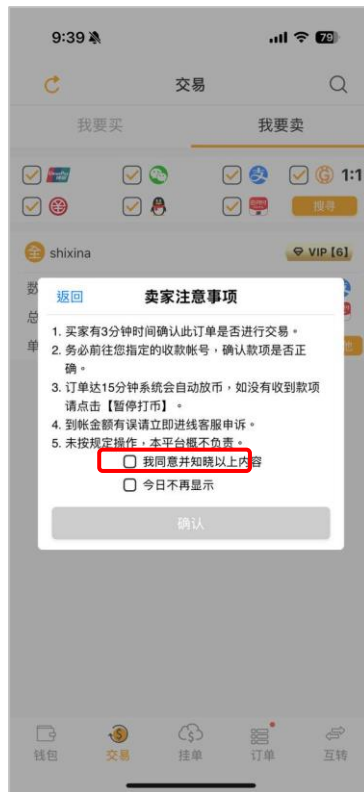 9:39
79
交易
我要买
我要卖
1:1
搜寻
shixina
VIP【6】
数
总
单
返回
卖家注意事项
1. 买家有3分钟时间确认此订单是否进行交易。
2. 务必前往您指定的收款帐号，确认款项是否正
确。
3. 订单达15分钟系统会自动放币，如没有收到款项
请点击【暂停打币】。
4. 到帐金额有误请立即进线客服申诉。
5. 未按规定操作，本平台概不负责。
我同意并知晓以上内容
今日不再显示
确认
钱包
交易
挂单
订单
互转